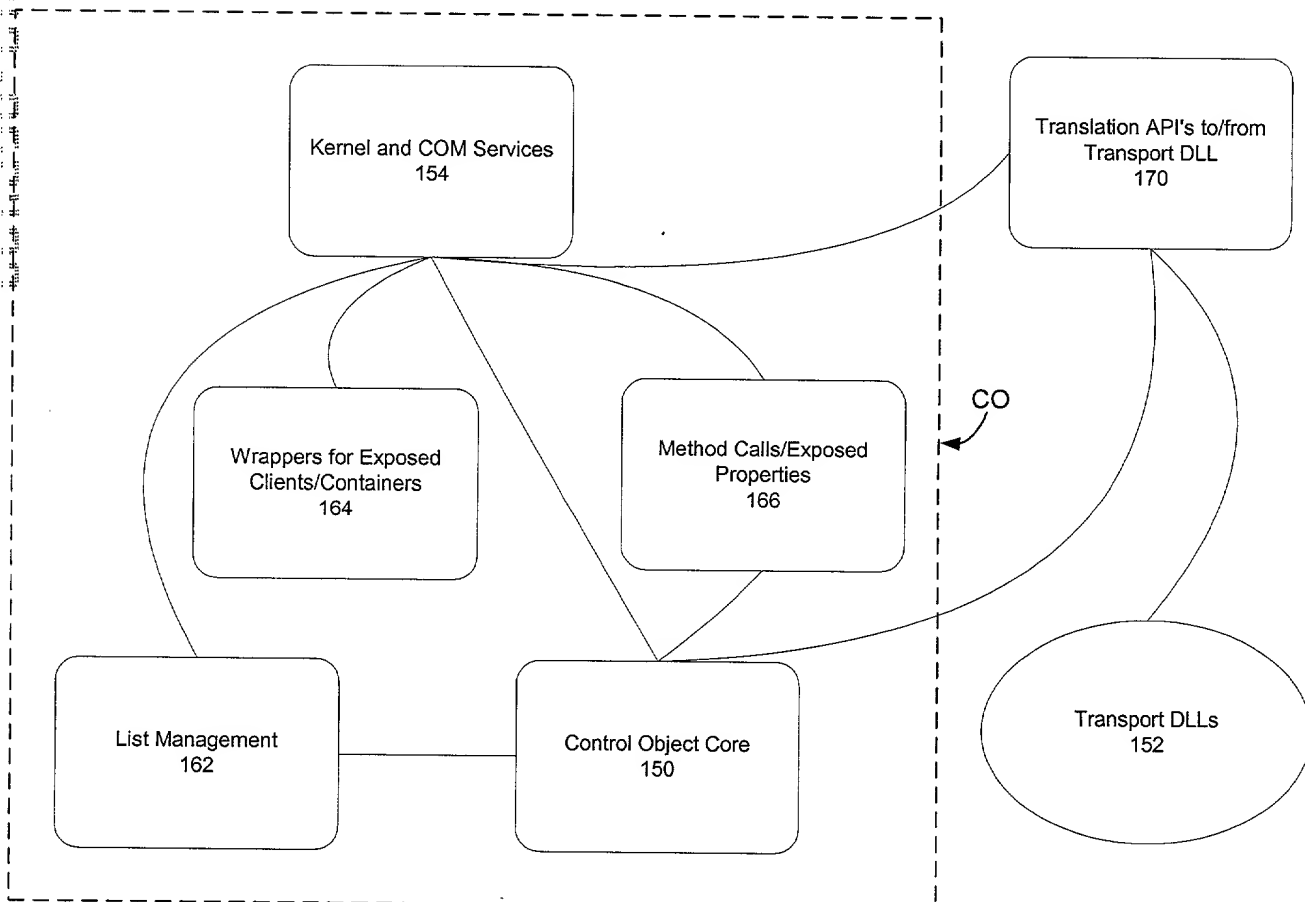 Kernel and COM Services
154
Translation API's to/from
Transport DLL
170
CO
Wrappers for Exposed
Clients/Containers
164
Method Calls/Exposed
Properties
166
List Management
162
Control Object Core
150
Transport DLLs
152